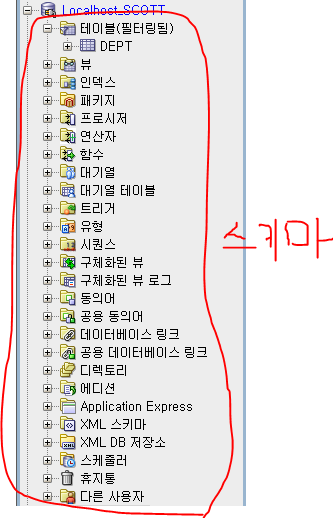 Localhost_SCOTT
테이블(필터링됨)
DEPT
뷰
인덱스
패키지
프로시저
연산자
함수
대기열
대기열 테이블
트리거
유형
시퀀스
구체화된 뷰
구체화된 뷰 로그
동의어
공용 동의어
데이터베이스 링크
공용 데이터베이스 링크
디렉토리
에디션
Application Express
XML 스키마
XML DB 저장소
스케줄러
휴지통
다른 사용자
스키마